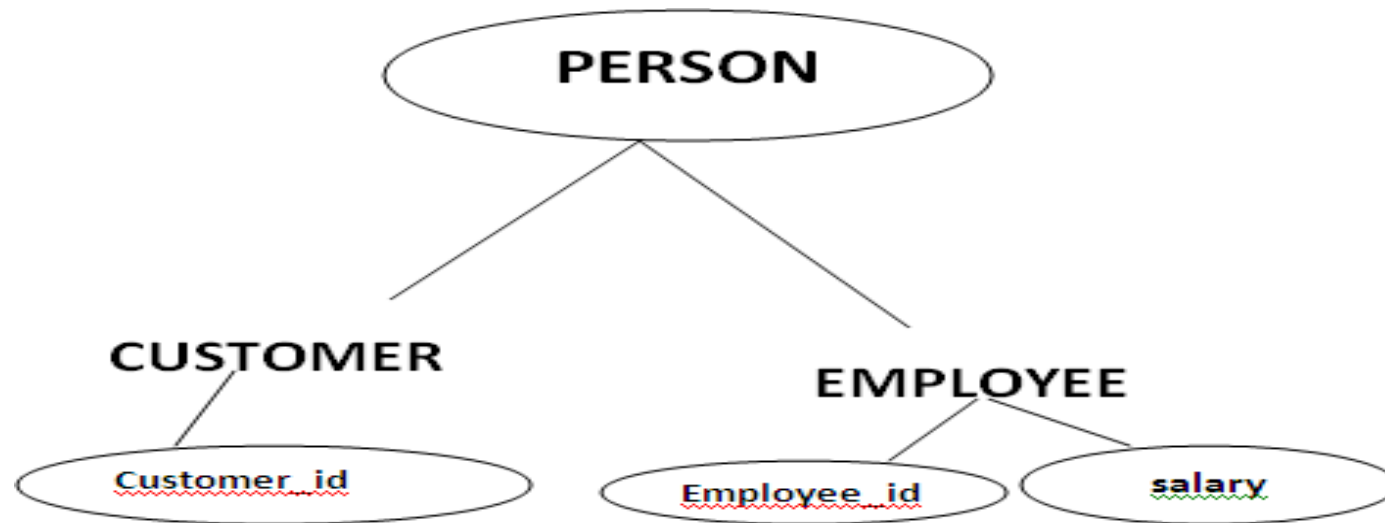 PERSON
CUSTOMER
EMPLOYEE
Customer_id
Employee_id
salary